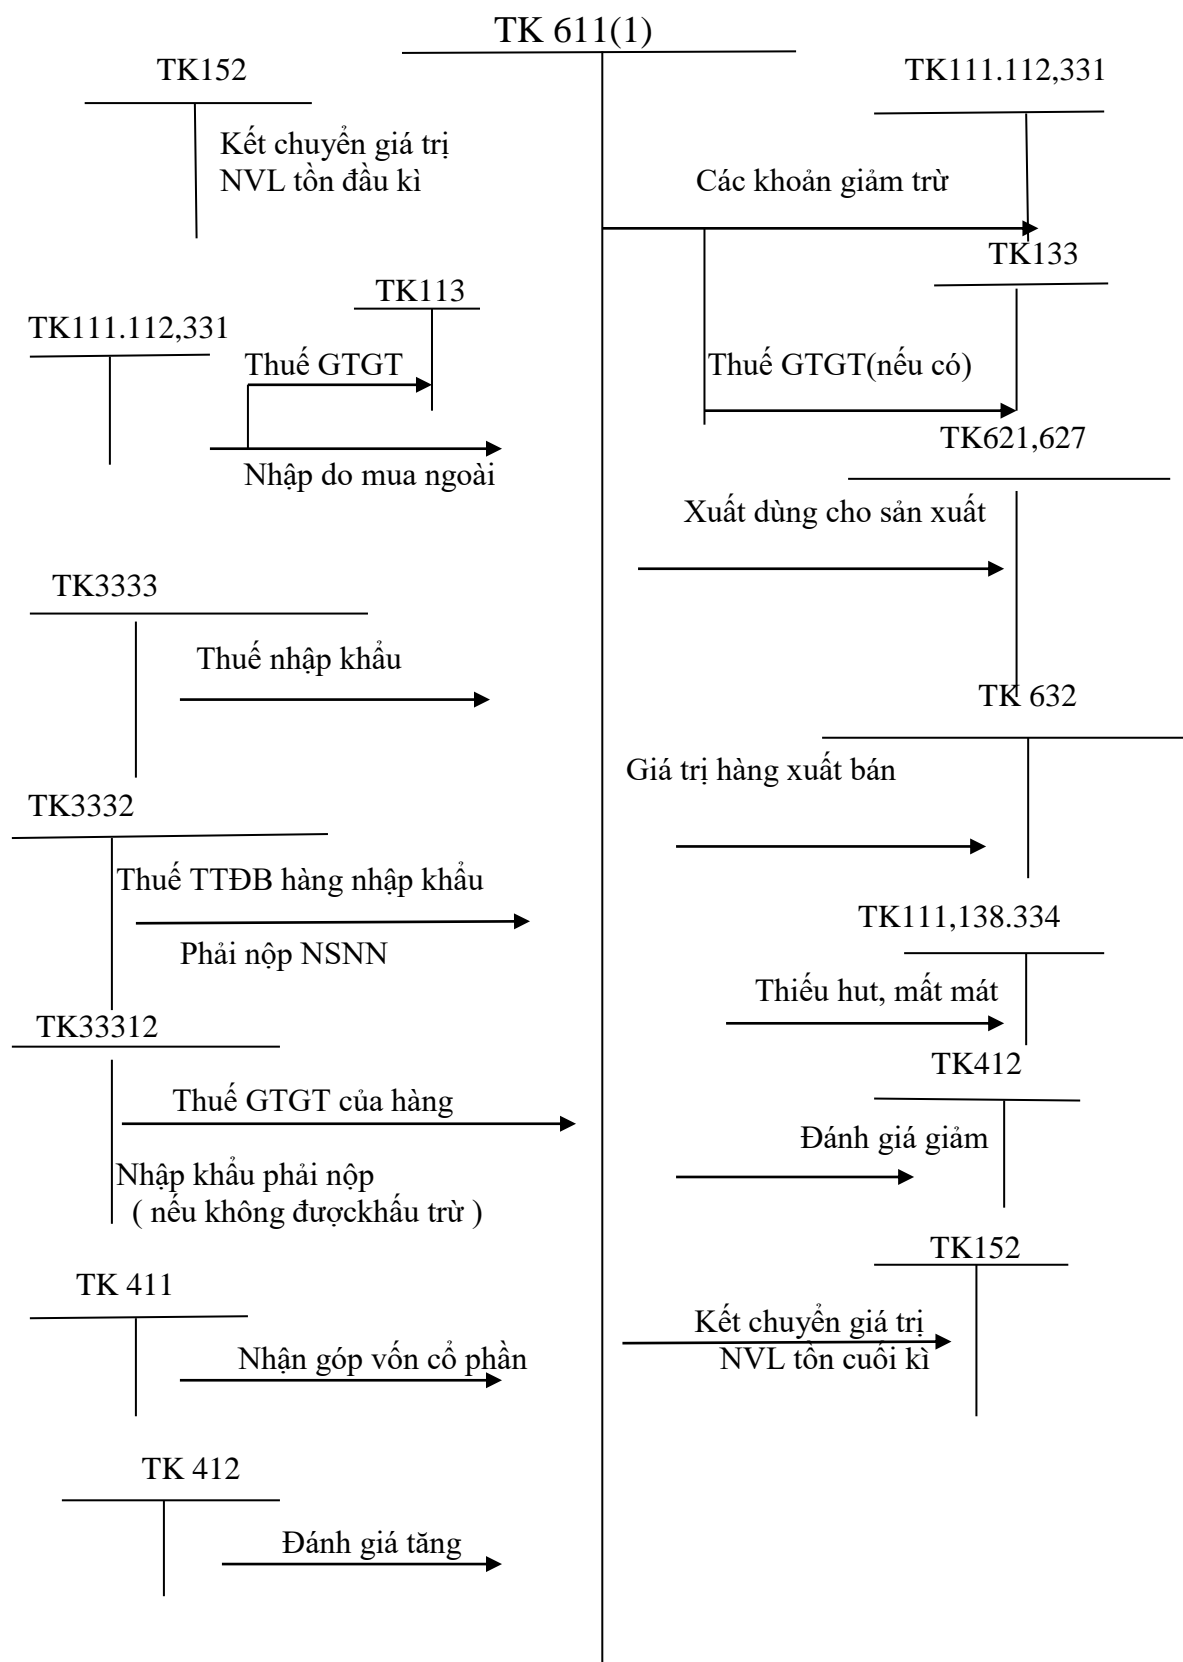 TK 611(1)
TK152
Kết chuyển giá trị
NVL tồn đầu kì
TK113
TK111.112,331
Thuế GTGT
Nhập do mua ngoài
TK3333
Thuế nhập khẩu
TK3332
Thuế TTĐB hàng nhập khẩu
Phải nộp NSNN
TK33312
Thuế GTGT của hàng
Nhập khẩu phải nộp
( nếu không đượckhấu trừ )
TK 411
Nhận góp vốn cổ phần
TK 412
Đánh giá tăng
TK111.112,331
Các khoản giảm trừ
TK133
Thuế GTGT(nếu có)
TK621,627
Xuất dùng cho sản xuất
TK 632
Giá trị hàng xuất bán
TK111,138.334
Thiếu hut, mất mát
TK412
Đánh giá giảm
TK152
Kết chuyển giá trị
NVL tồn cuối kì